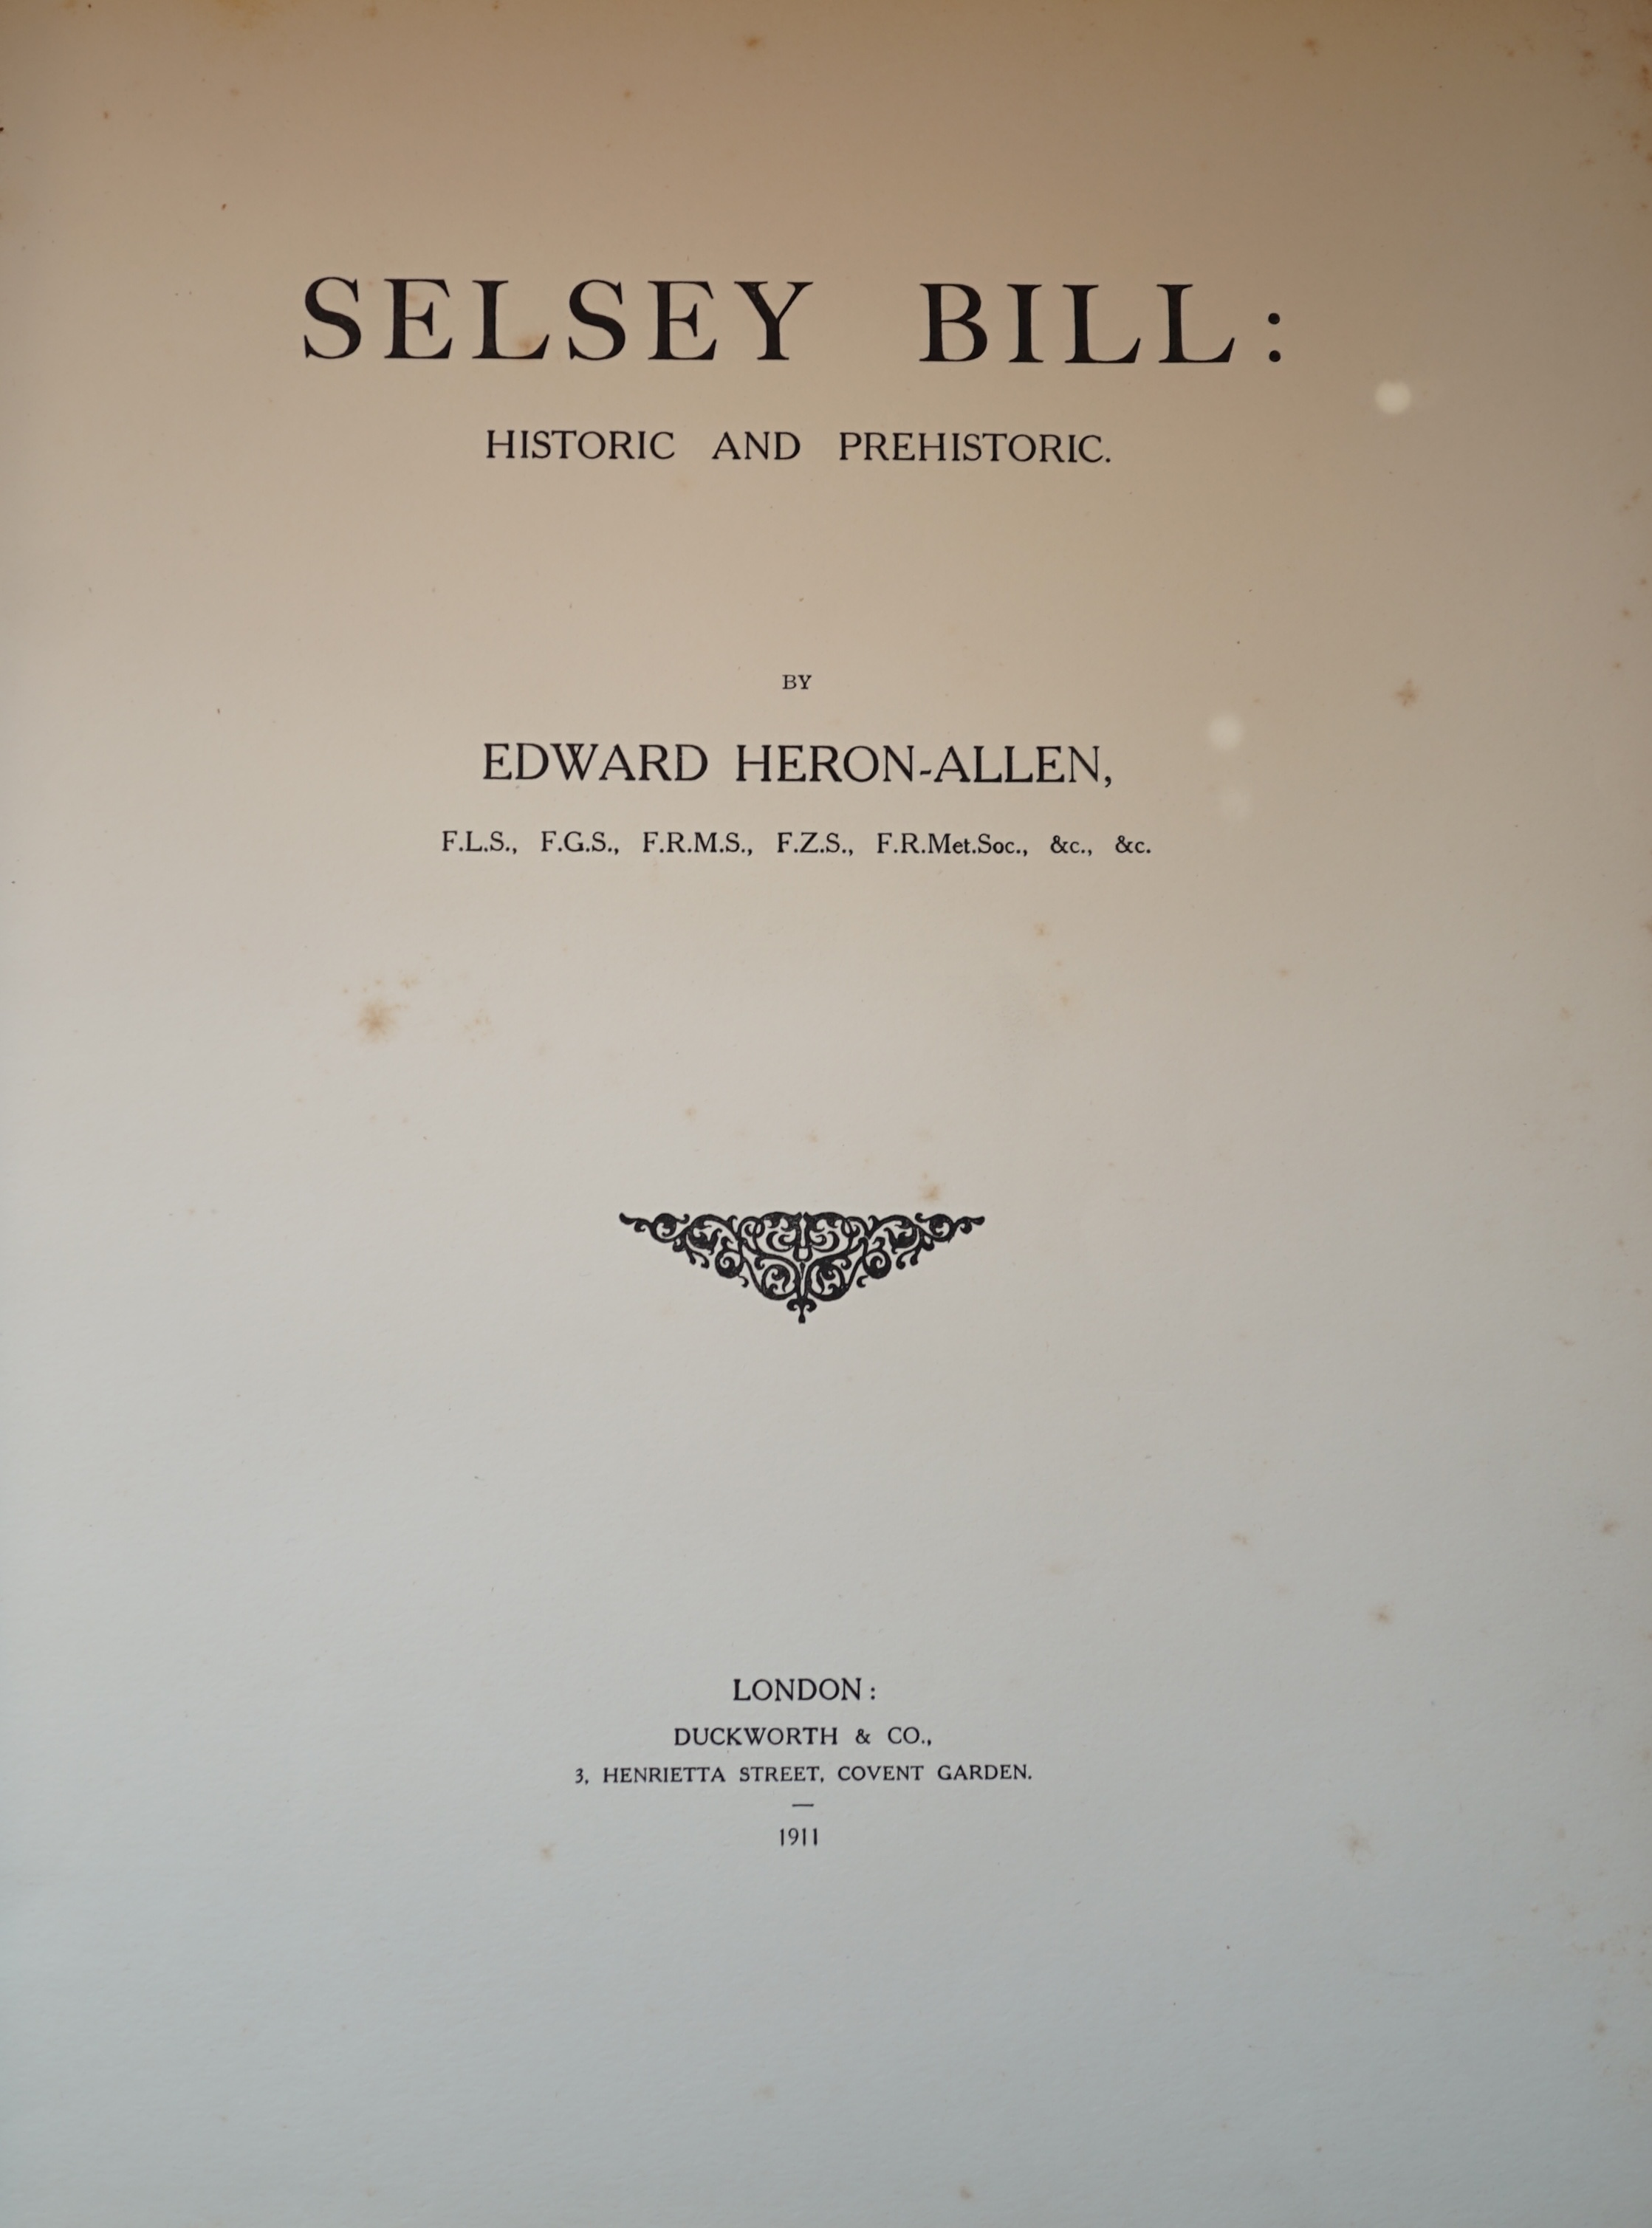 SELSEY BILL:
HISTORIC AND PREHISTORIC.
BY
EDWARD HERON-ALLEN,
F.L.S., F.G.S., F.R.M.S., F.Z.S., F.R.Met.Soc., &c., &c.
LONDON:
DUCKWORTH & CO.,
3, HENRIETTA STREET, COVENT GARDEN.
—
1911